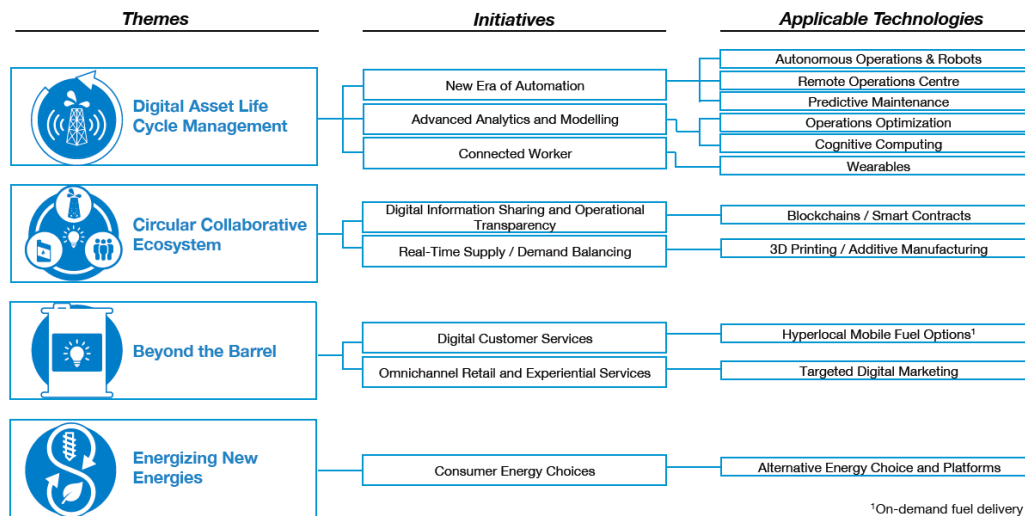 Themes
Initiatives
Applicable Technologies
Digital Asset Life
Cycle Management
New Era of Automation
Advanced Analytics and Modelling
Connected Worker
Autonomous Operations & Robots
Remote Operations Centre
Predictive Maintenance
Operations Optimization
Cognitive Computing
Wearables
Circular Collaborative
Ecosystem
Digital Information Sharing and Operational
Transparency
Real-Time Supply / Demand Balancing
Blockchains / Smart Contracts
3D Printing / Additive Manufacturing
Beyond the Barrel
Digital Customer Services
Omnichannel Retail and Experiential Services
Hyperlocal Mobile Fuel Options¹
Targeted Digital Marketing
Energizing New
Energies
Consumer Energy Choices
Alternative Energy Choice and Platforms
¹On-demand fuel delivery